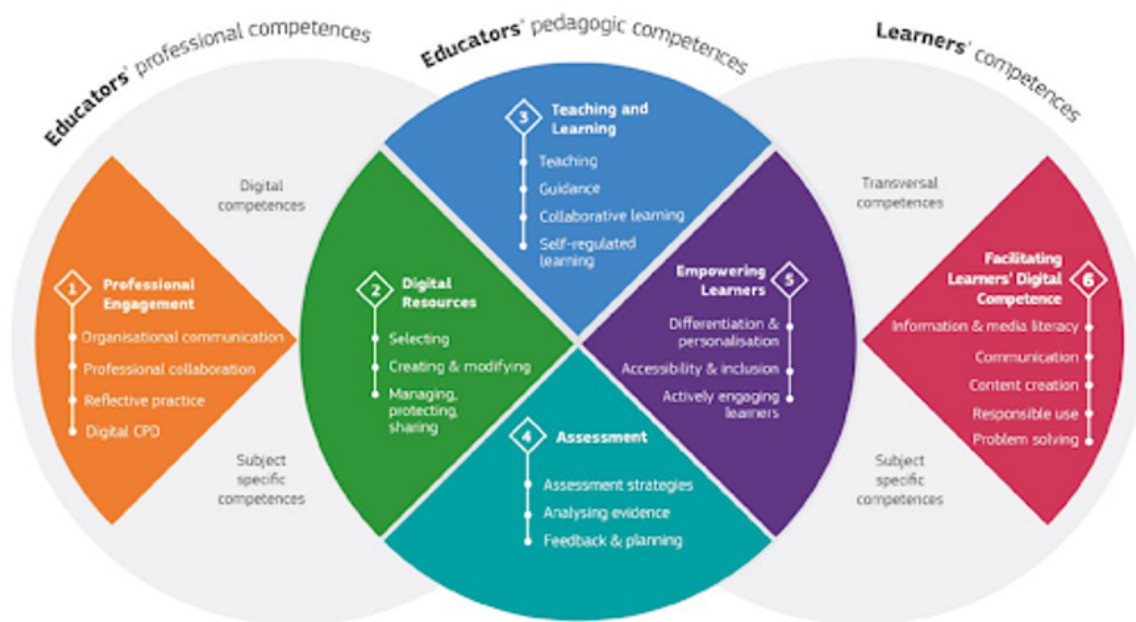 Educators' professional competences
Educators' pedagogic competences
Learners' competences
Digital
competences
Subject
specific
competences
1
Professional
Engagement
Organisational communication
Professional collaboration
Reflective practice
Digital CPD
2
Digital
Resources
Selecting
Creating & modifying
Managing,
protecting,
sharing
3
Teaching and
Learning
Teaching
Guidance
Collaborative learning
Self-regulated
learning
4
Assessment
Assessment strategies
Analysing evidence
Feedback & planning
Empowering
Learners
5
Differentiation &
personalisation
Accessibility & inclusion
Actively engaging
learners
Transversal
competences
Subject
specific
competences
Facilitating
Learners' Digital
Competence
6
Information & media literacy
Communication
Content creation
Responsible use
Problem solving